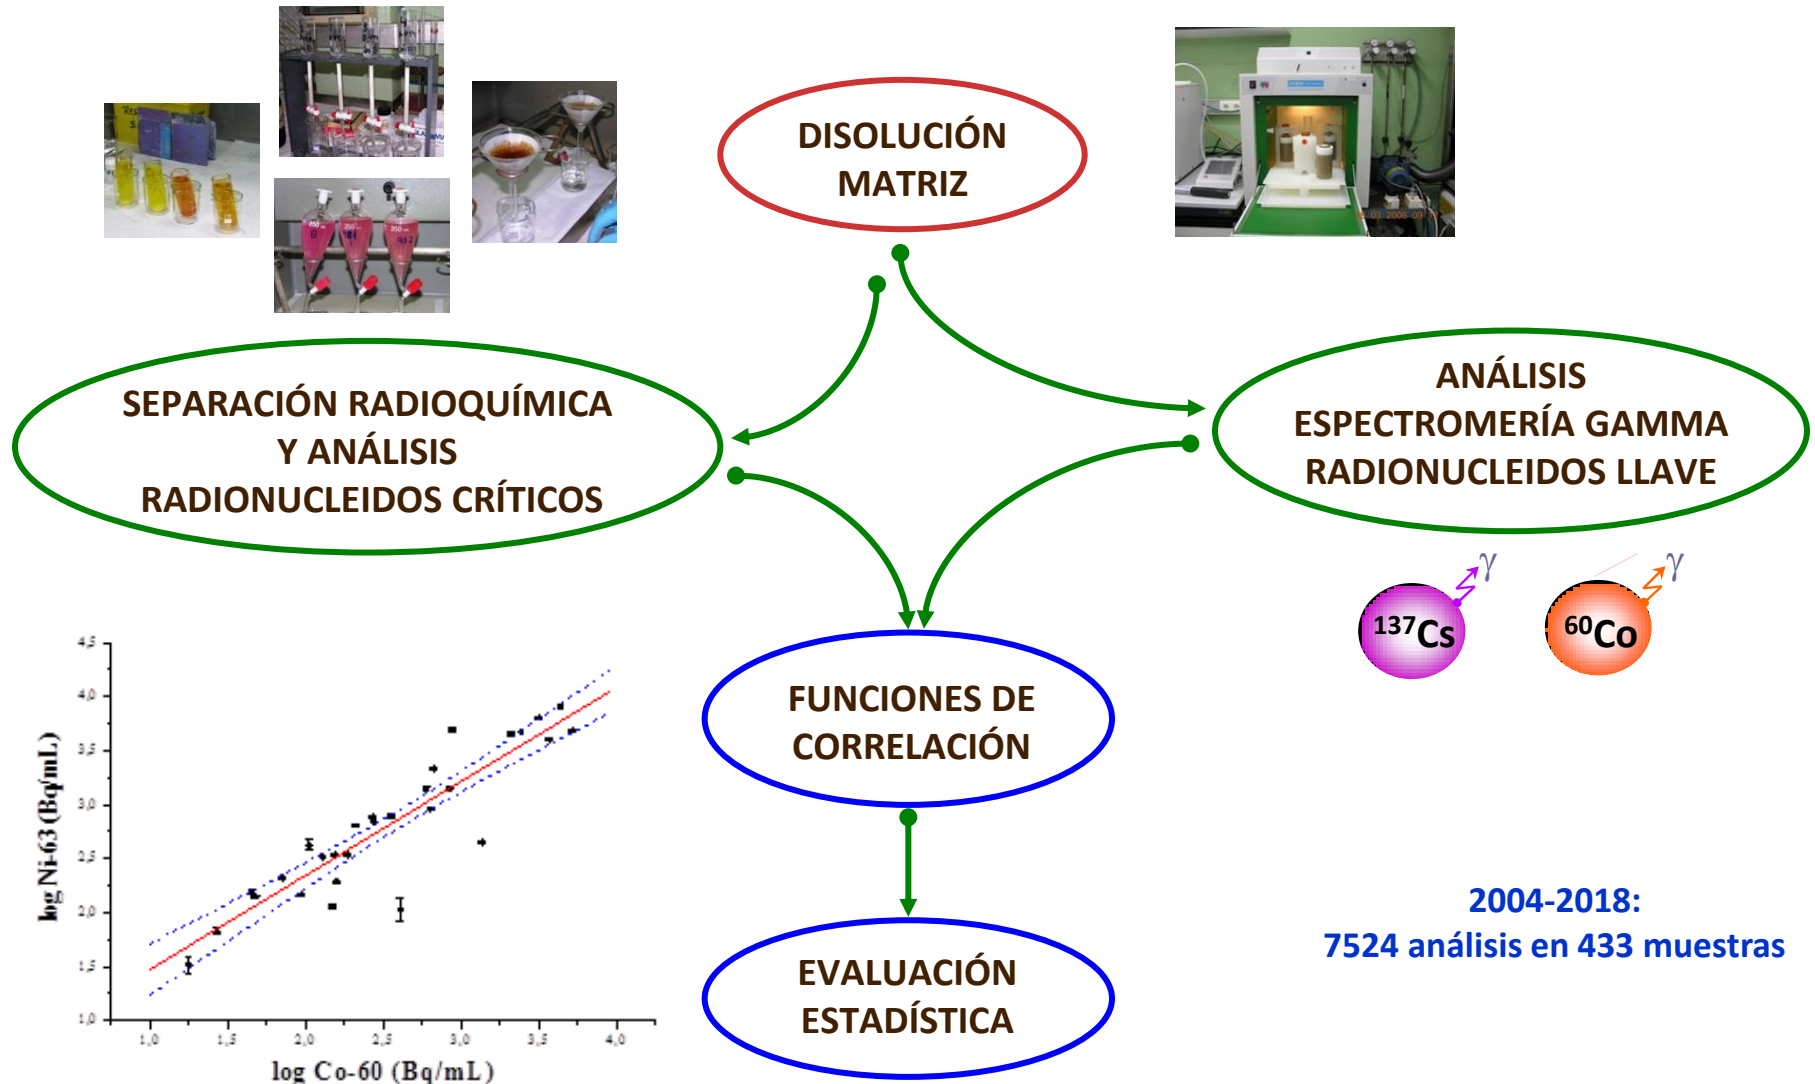 DISOLUCIÓN
MATRIZ
SEPARACIÓN RADIOQUÍMICA
Y ANÁLISIS
RADIONUCLEIDOS CRÍTICOS
ANÁLISIS
ESPECTROMERÍA GAMMA
RADIONUCLEIDOS LLAVE
γ
γ
137Cs
60Co
FUNCIONES DE
CORRELACIÓN
EVALUACIÓN
ESTADÍSTICA
2004-2018:
7524 análisis en 433 muestras
log Ni-63 (Bq/mL)
4,5
4,0
3,5
3,0
2,5
2,0
1,5
1,0
1,0 1,5 2,0 2,5 3,0 3,5 4,0
log Co-60 (Bq/mL)
250
250
250